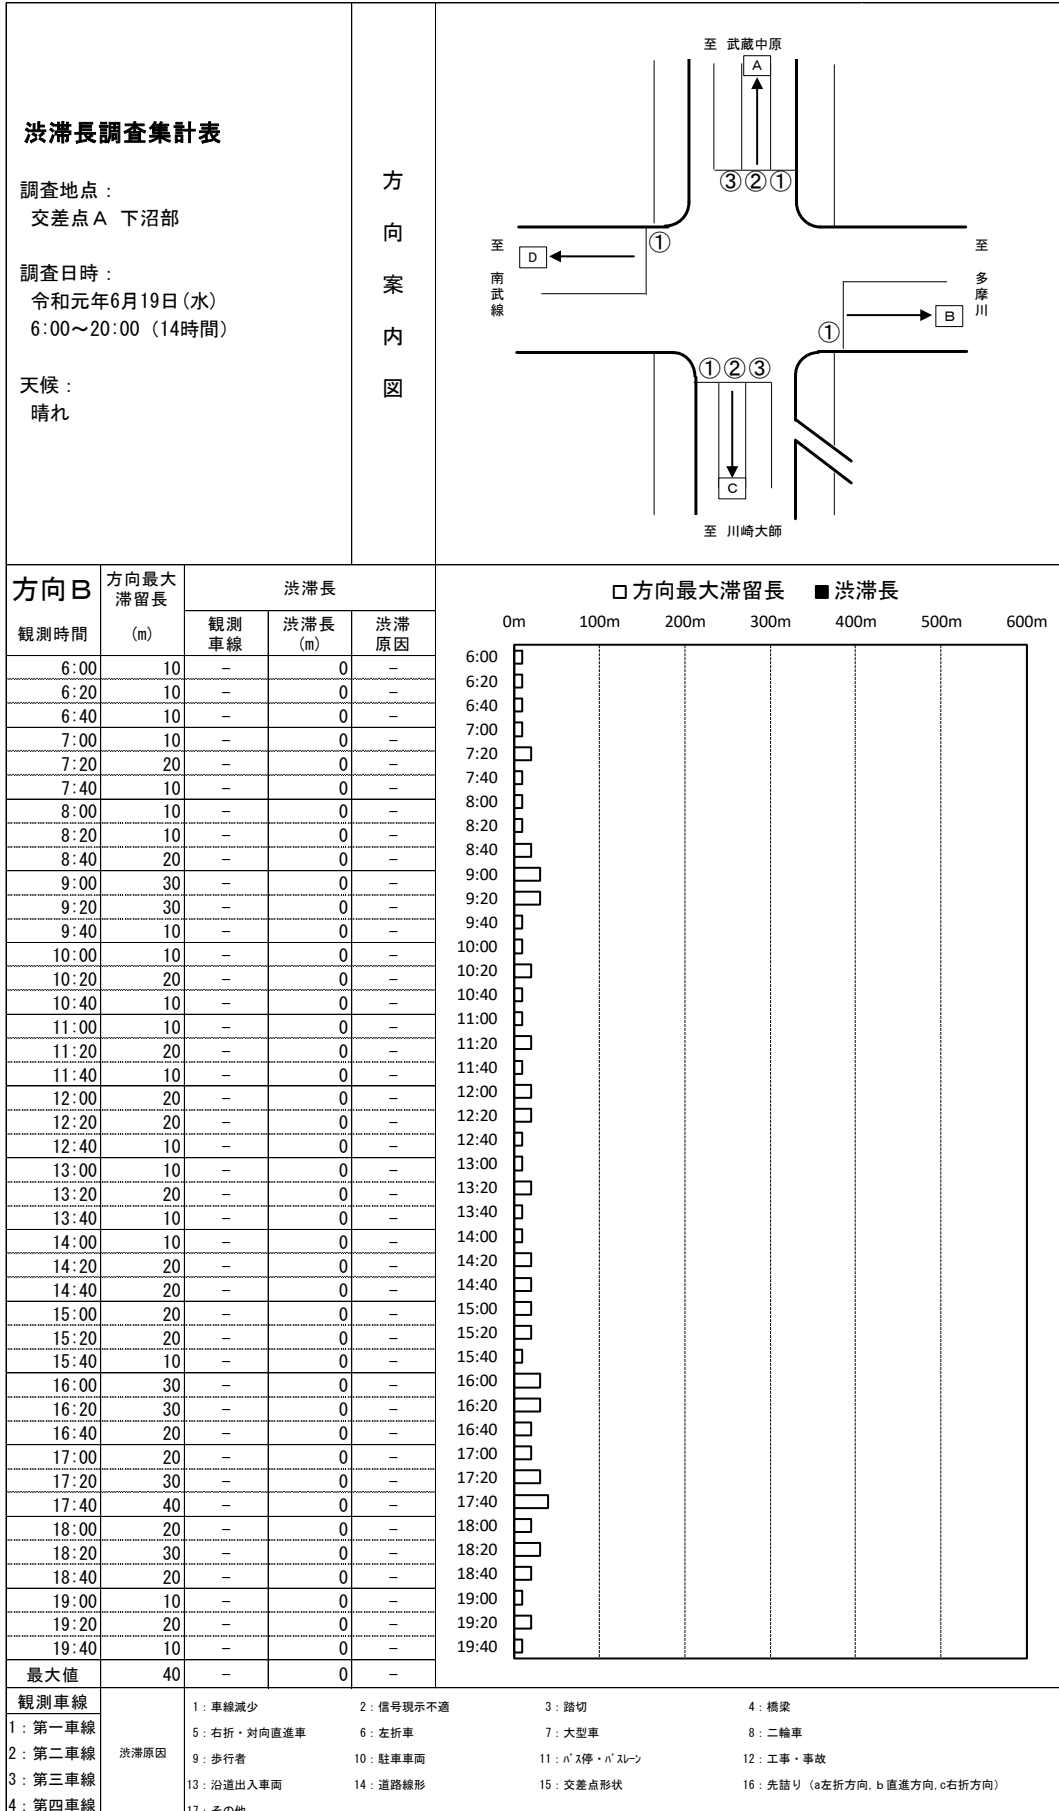 渋滞長調査集計表
調査地点：
交差点A 下沼部
調査日時：
令和元年6月19日(水)
6:00～20:00 (14時間)
天候：
晴れ
方向案内図
至 武蔵中原
A
③②①
至 南武線
D
①
至 多摩川
B
①
①②③
C
至 川崎大師
方向B 方向最大滞留長 (m) 渋滞長
観測時間 観測車線 渋滞長(m) 渋滞原因
6:00 10 － 0 －
6:20 10 － 0 －
6:40 10 － 0 －
7:00 10 － 0 －
7:20 20 － 0 －
7:40 10 － 0 －
8:00 10 － 0 －
8:20 10 － 0 －
8:40 20 － 0 －
9:00 30 － 0 －
9:20 30 － 0 －
9:40 10 － 0 －
10:00 10 － 0 －
10:20 20 － 0 －
10:40 10 － 0 －
11:00 10 － 0 －
11:20 20 － 0 －
11:40 10 － 0 －
12:00 20 － 0 －
12:20 20 － 0 －
12:40 10 － 0 －
13:00 10 － 0 －
13:20 20 － 0 －
13:40 10 － 0 －
14:00 10 － 0 －
14:20 20 － 0 －
14:40 20 － 0 －
15:00 20 － 0 －
15:20 20 － 0 －
15:40 10 － 0 －
16:00 30 － 0 －
16:20 30 － 0 －
16:40 20 － 0 －
17:00 20 － 0 －
17:20 30 － 0 －
17:40 40 － 0 －
18:00 20 － 0 －
18:20 30 － 0 －
18:40 20 － 0 －
19:00 10 － 0 －
19:20 20 － 0 －
19:40 10 － 0 －
最大値 40 － 0 －
□方向最大滞留長 ■渋滞長
0m 100m 200m 300m 400m 500m 600m
6:00
6:20
6:40
7:00
7:20
7:40
8:00
8:20
8:40
9:00
9:20
9:40
10:00
10:20
10:40
11:00
11:20
11:40
12:00
12:20
12:40
13:00
13:20
13:40
14:00
14:20
14:40
15:00
15:20
15:40
16:00
16:20
16:40
17:00
17:20
17:40
18:00
18:20
18:40
19:00
19:20
19:40
観測車線
1：第一車線
2：第二車線
3：第三車線
4：第四車線
渋滞原因
1：車線減少 2：信号現示不適 3：踏切 4：橋梁
5：右折・対向直進車 6：左折車 7：大型車 8：二輪車
9：歩行者 10：駐車車両 11：ﾊﾞｽ停・ﾊﾞｽﾚｰﾝ 12：工事・事故
13：沿道出入車両 14：道路線形 15：交差点形状 16：先詰り (a左折方向,b直進方向,c右折方向)
17：その他